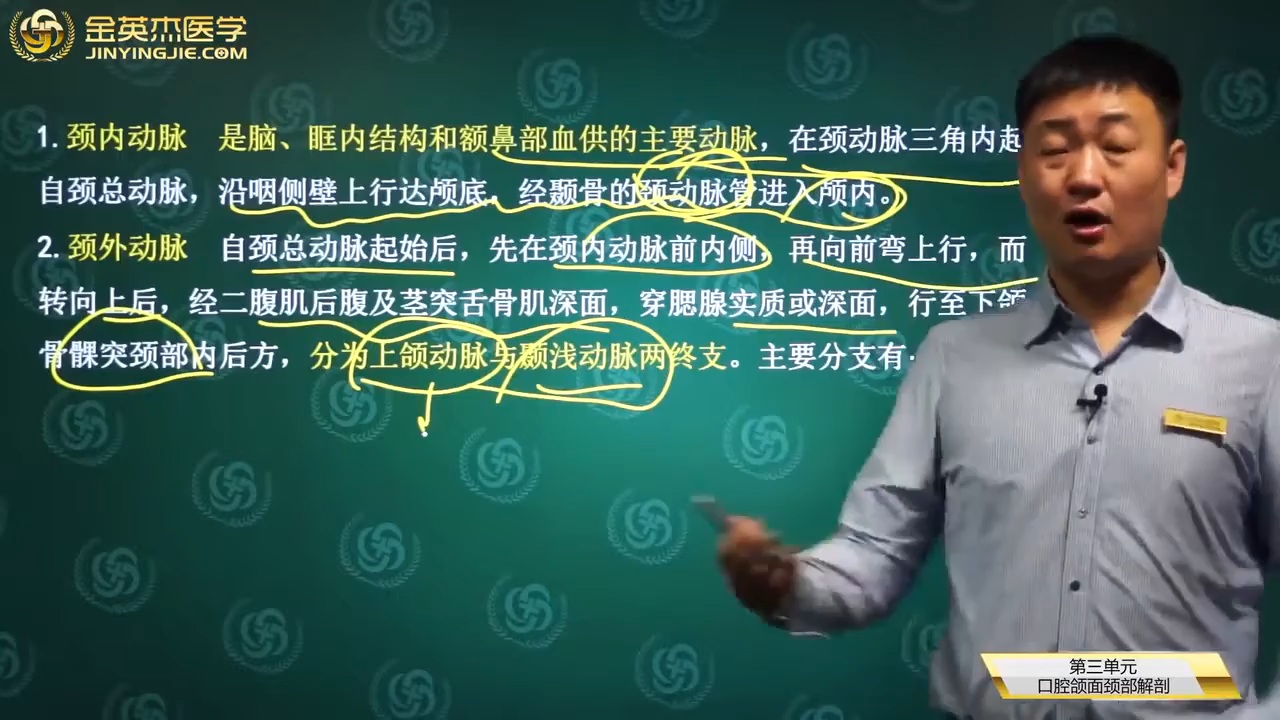 金英杰医学
JINYINGJIE.COM
1. 颈内动脉 是脑、眶内结构和额鼻部血供的主要动脉，在颈动脉三角内起
自颈总动脉，沿咽侧壁上行达颅底。经颞骨的颈动脉管进入颅内。
2. 颈外动脉 自颈总动脉起始后，先在颈内动脉前内侧，再向前弯上行，而
转向上后，经二腹肌后腹及茎突舌骨肌深面，穿腮腺实质或深面，行至下颌
骨髁突颈部内后方，分为上颌动脉与颞浅动脉两终支。主要分支有
第三单元
口腔颌面颈部解剖